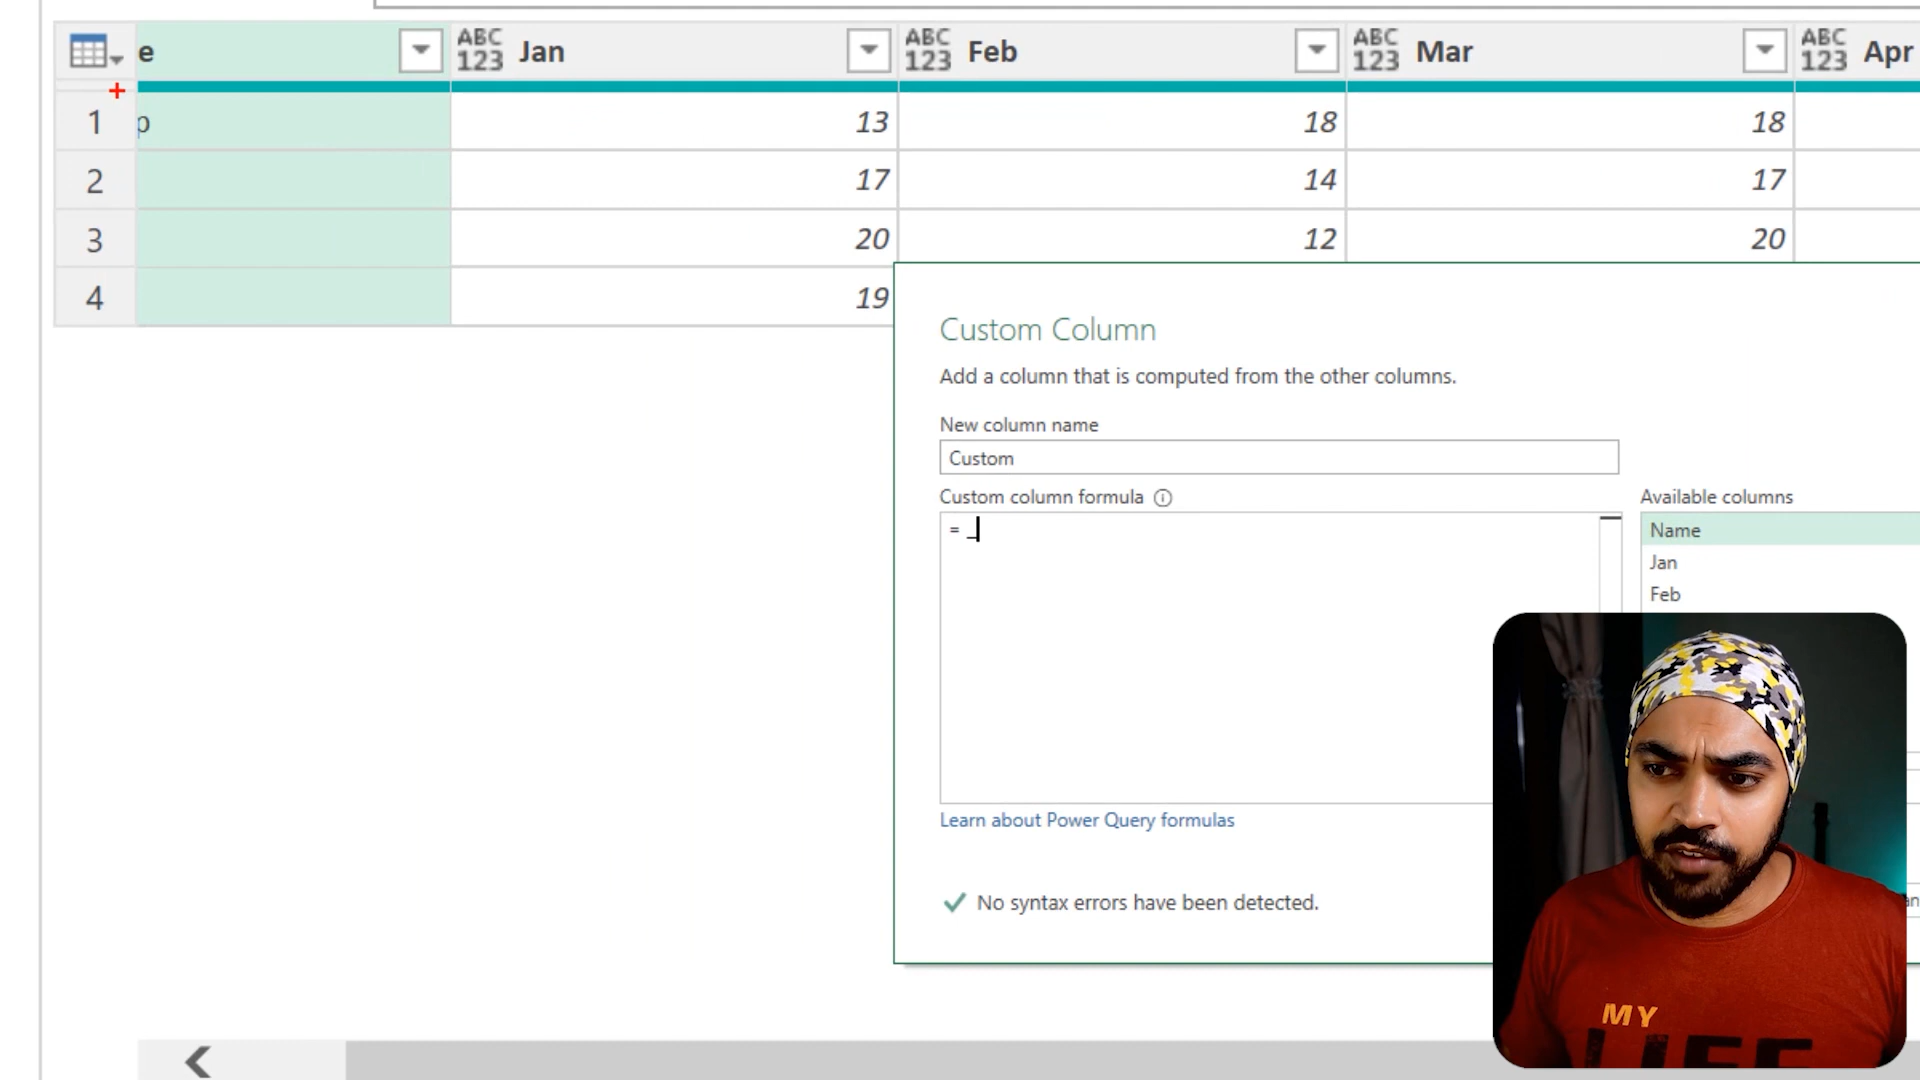 e ABC 123 Jan ABC 123 Feb ABC 123 Mar ABC 123 Apr
1 p 13 18 18
2 17 14 17
3 20 12 20
4 19
Custom Column
Add a column that is computed from the other columns.
New column name
Custom
Custom column formula
Available columns
= _
Name
Jan
Feb
Learn about Power Query formulas
No syntax errors have been detected.
MY
LIFE